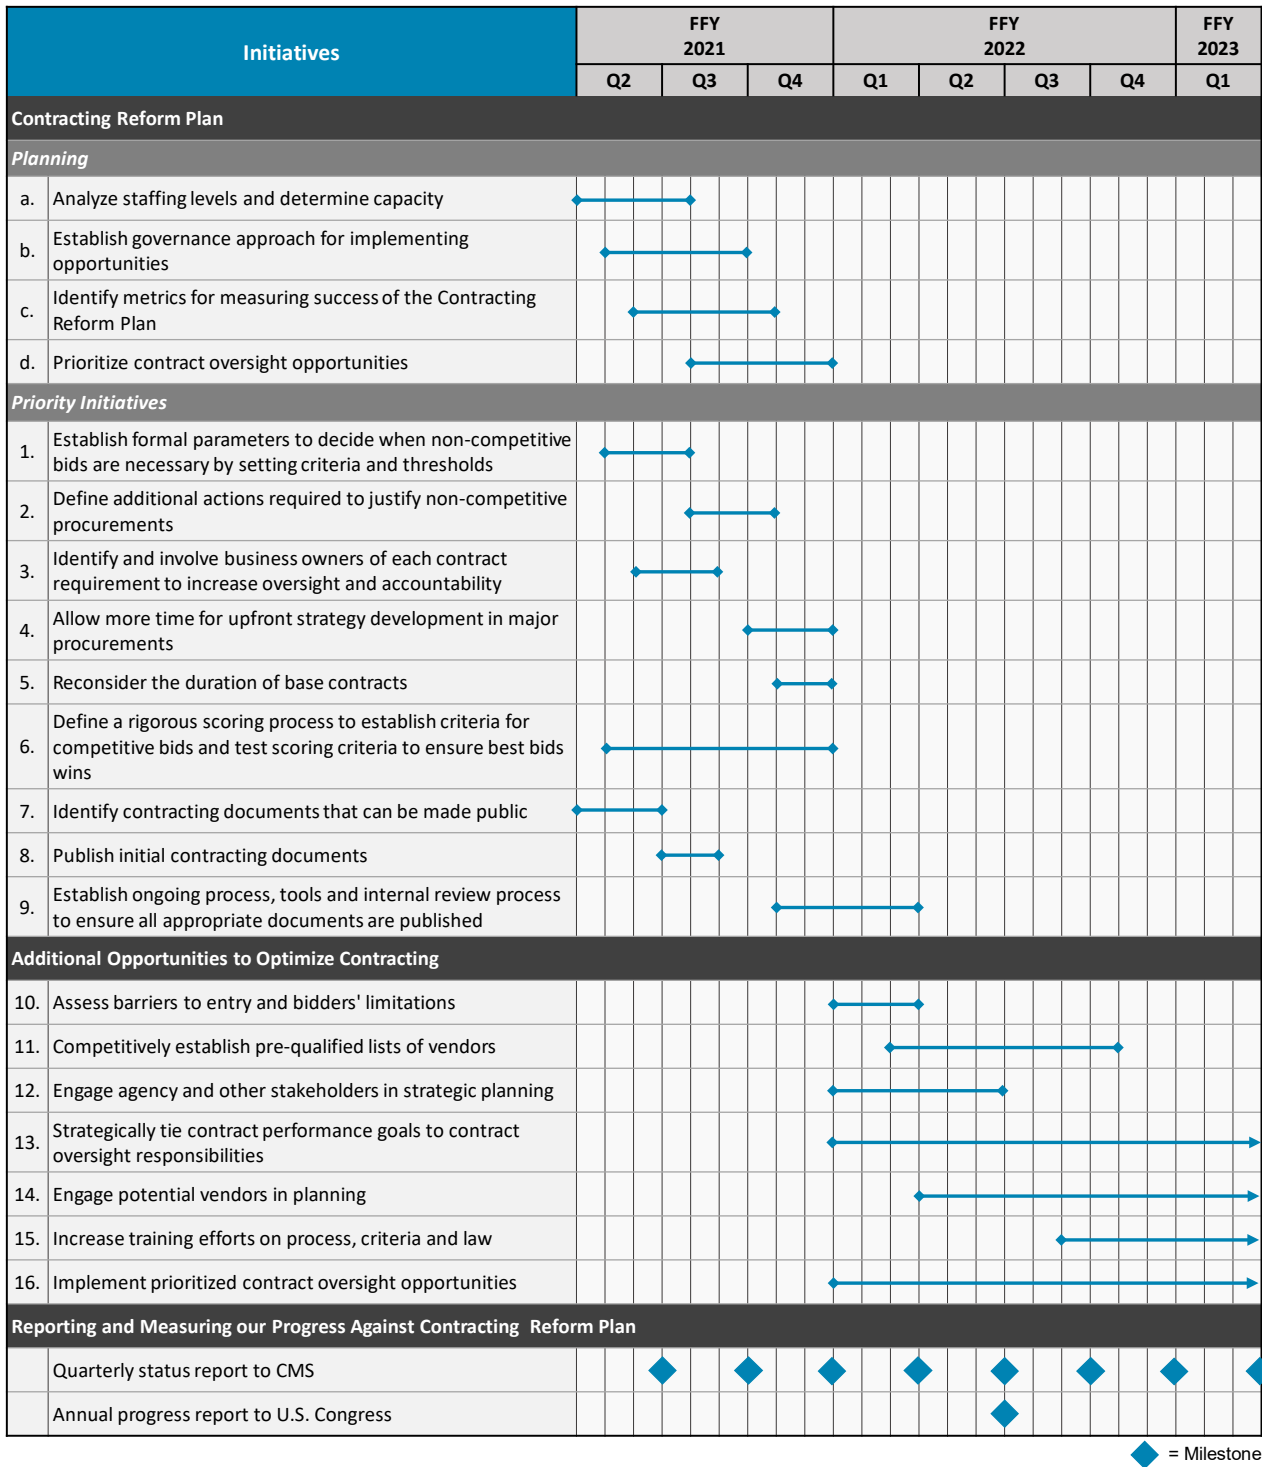 Initiatives
FFY
2021
FFY
2022
FFY
2023
Q2 Q3 Q4 Q1 Q2 Q3 Q4 Q1
Contracting Reform Plan
Planning
a. Analyze staffing levels and determine capacity
b. Establish governance approach for implementing
opportunities
c. Identify metrics for measuring success of the Contracting
Reform Plan
d. Prioritize contract oversight opportunities
Priority Initiatives
1. Establish formal parameters to decide when non-competitive
bids are necessary by setting criteria and thresholds
2. Define additional actions required to justify non-competitive
procurements
3. Identify and involve business owners of each contract
requirement to increase oversight and accountability
4. Allow more time for upfront strategy development in major
procurements
5. Reconsider the duration of base contracts
6. Define a rigorous scoring process to establish criteria for
competitive bids and test scoring criteria to ensure best bids
wins
7. Identify contracting documents that can be made public
8. Publish initial contracting documents
9. Establish ongoing process, tools and internal review process
to ensure all appropriate documents are published
Additional Opportunities to Optimize Contracting
10. Assess barriers to entry and bidders' limitations
11. Competitively establish pre-qualified lists of vendors
12. Engage agency and other stakeholders in strategic planning
13. Strategically tie contract performance goals to contract
oversight responsibilities
14. Engage potential vendors in planning
15. Increase training efforts on process, criteria and law
16. Implement prioritized contract oversight opportunities
Reporting and Measuring our Progress Against Contracting Reform Plan
Quarterly status report to CMS
Annual progress report to U.S. Congress
= Milestone